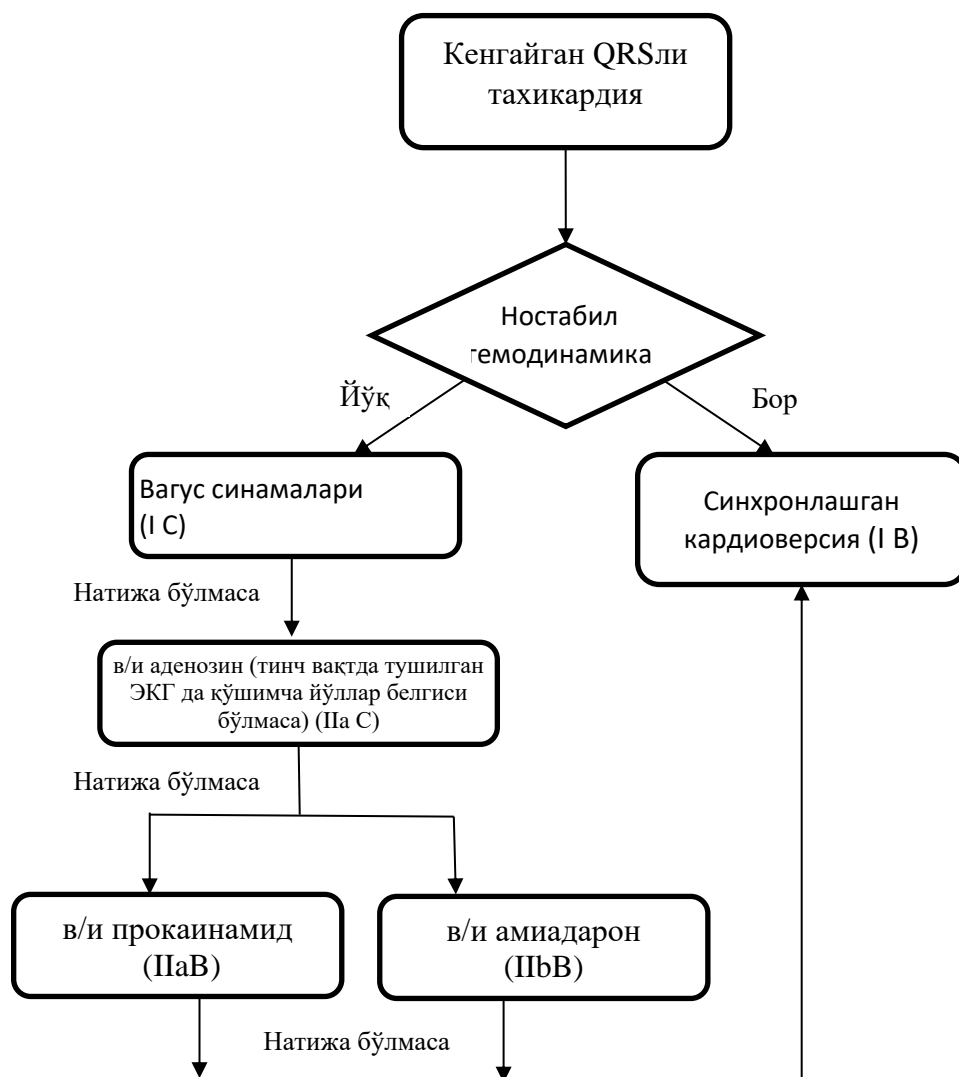 Кенгайган QRSли
тахикардия
Ностабил
гемодинамика
Йўқ
Бор
Вагус синамалари
(I C)
Синхронлашган
кардиоверсия (I B)
Натижа бўлмаса
в/и аденозин (тинч вақтда тушилган
ЭКГ да қўшимча йўллар белгиси
бўлмаса) (IIa C)
Натижа бўлмаса
в/и прокаинамид
(IIaB)
в/и амиадарон
(IIbB)
Натижа бўлмаса